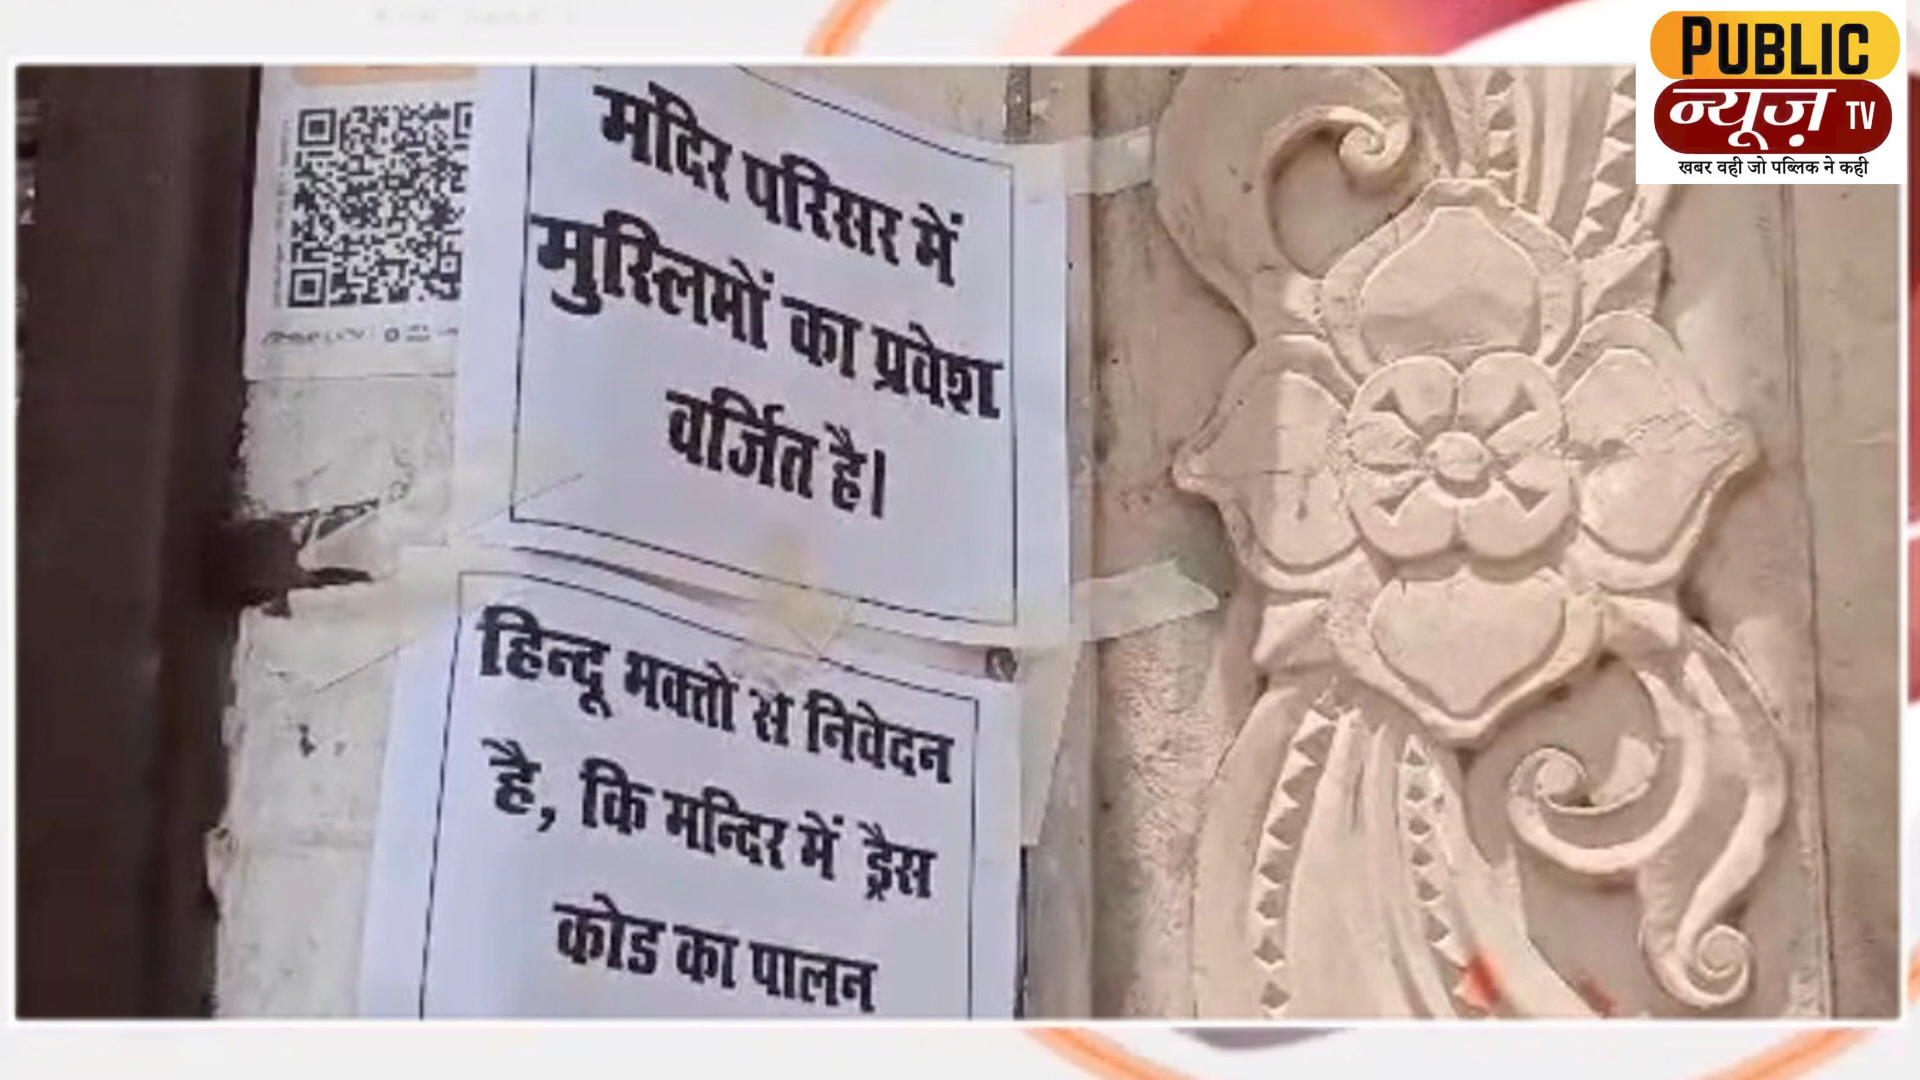 PUBLIC
न्यूज़ TV
खबर वही जो पब्लिक ने कही
मंदिर परिसर में
मुस्लिमों का प्रवेश
वर्जित है।
हिन्दू भक्तों से निवेदन
है, कि मन्दिर में ड्रैस
कोड का पालन